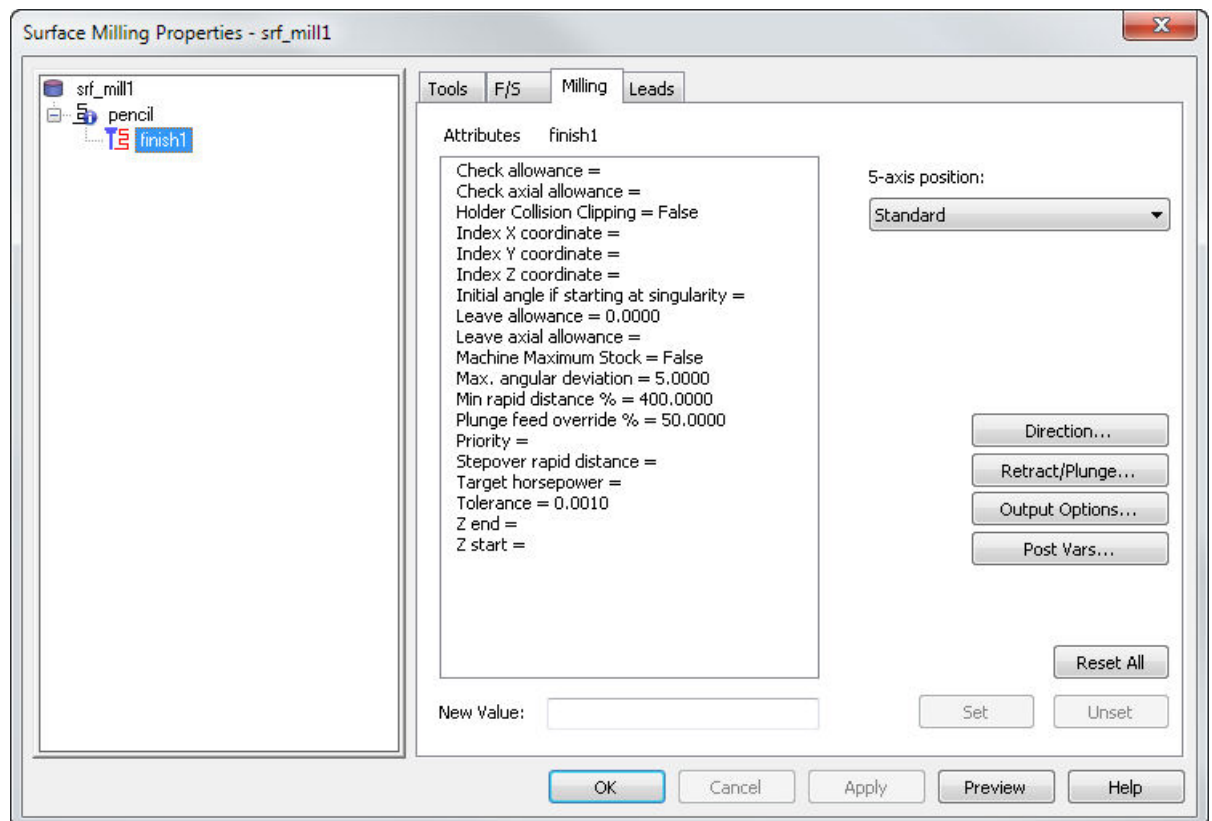 Surface Milling Properties - srf_mill1
srf_mill1
pencil
finish1
Tools F/S Milling Leads
Attributes finish1
Check allowance =
Check axial allowance =
Holder Collision Clipping = False
Index X coordinate =
Index Y coordinate =
Index Z coordinate =
Initial angle if starting at singularity =
Leave allowance = 0.0000
Leave axial allowance =
Machine Maximum Stock = False
Max. angular deviation = 5.0000
Min rapid distance % = 400.0000
Plunge feed override % = 50.0000
Priority =
Stepover rapid distance =
Target horsepower =
Tolerance = 0.0010
Z end =
Z start =
5-axis position:
Standard
Direction...
Retract/Plunge...
Output Options...
Post Vars...
Reset All
New Value:
Set Unset
OK Cancel Apply Preview Help